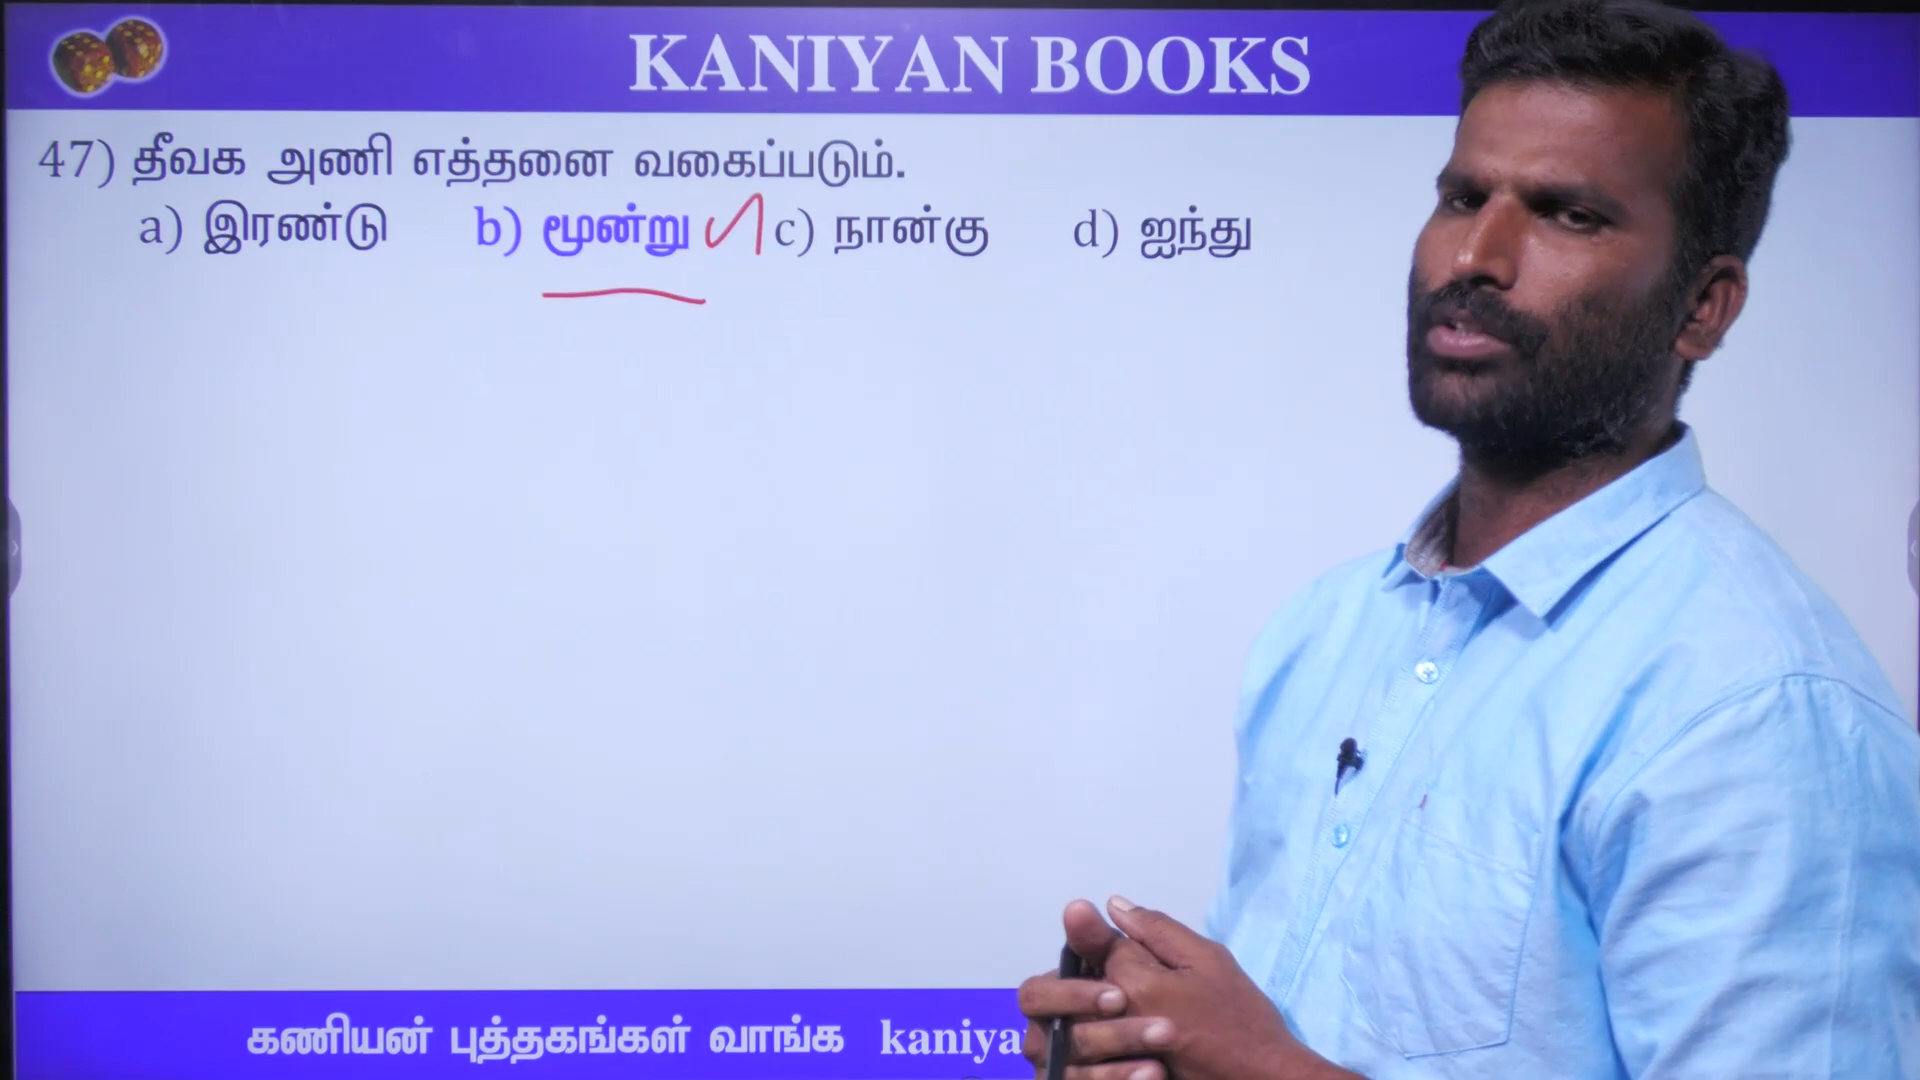 KANIYAN BOOKS
47) தீவக அணி எத்தனை வகைப்படும்.
a) இரண்டு b) மூன்று c) நான்கு d) ஐந்து
கணியன் புத்தகங்கள் வாங்க